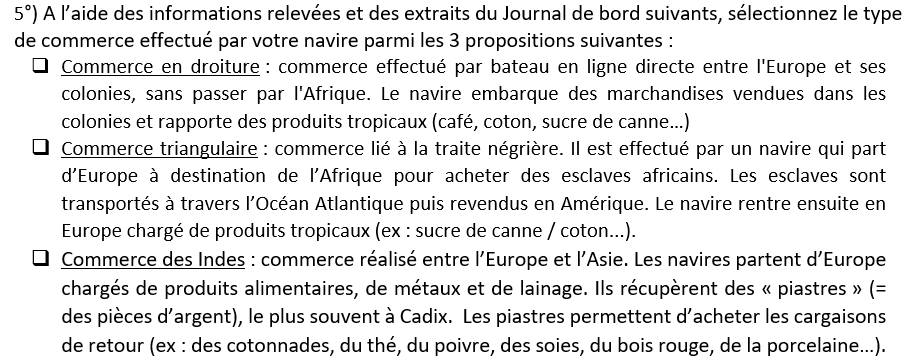 5°) A l’aide des informations relevées et des extraits du Journal de bord suivants, sélectionnez le type
de commerce effectué par votre navire parmi les 3 propositions suivantes :
❑ Commerce en droiture : commerce effectué par bateau en ligne directe entre l'Europe et ses
colonies, sans passer par l'Afrique. Le navire embarque des marchandises vendues dans les
colonies et rapporte des produits tropicaux (café, coton, sucre de canne…)
❑ Commerce triangulaire : commerce lié à la traite négrière. Il est effectué par un navire qui part
d’Europe à destination de l’Afrique pour acheter des esclaves africains. Les esclaves sont
transportés à travers l’Océan Atlantique puis revendus en Amérique. Le navire rentre ensuite en
Europe chargé de produits tropicaux (ex : sucre de canne / coton...).
❑ Commerce des Indes : commerce réalisé entre l’Europe et l’Asie. Les navires partent d’Europe
chargés de produits alimentaires, de métaux et de lainage. Ils récupèrent des « piastres » (=
des pièces d’argent), le plus souvent à Cadix. Les piastres permettent d’acheter les cargaisons
de retour (ex : des cotonnades, du thé, du poivre, des soies, du bois rouge, de la porcelaine…).